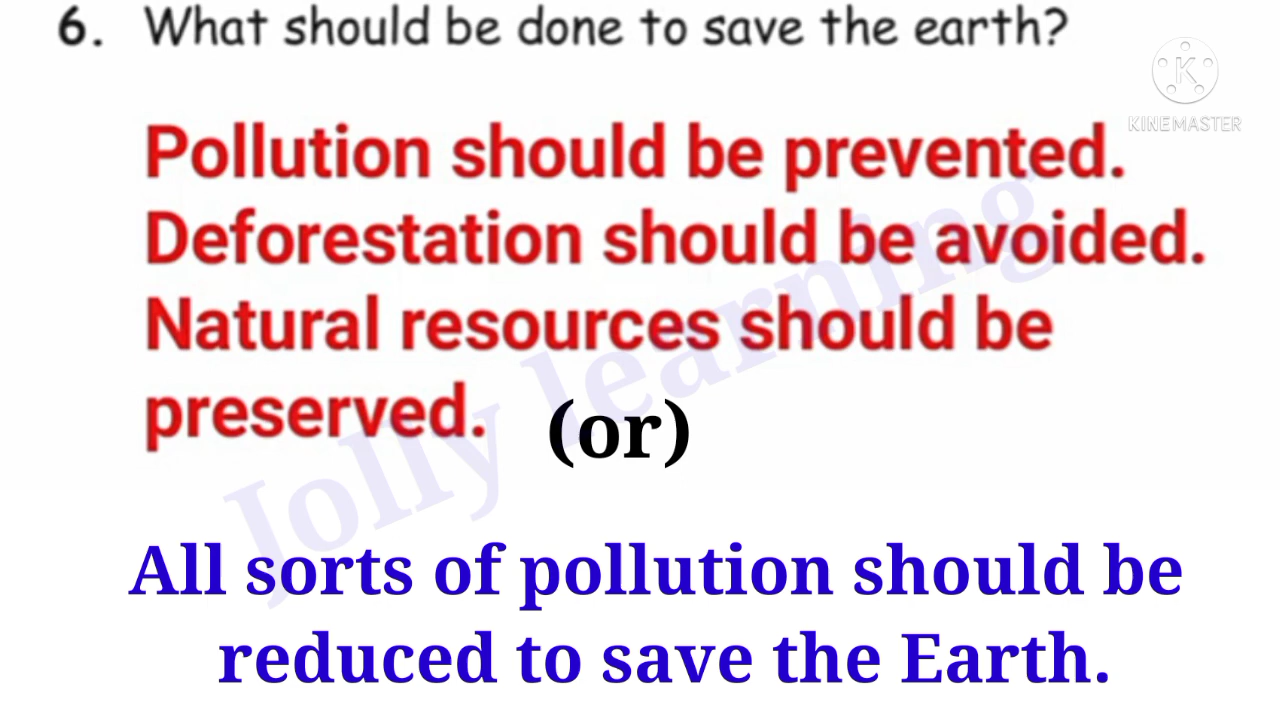 6. What should be done to save the earth?
KINEMASTER
Pollution should be prevented.
Deforestation should be avoided.
Natural resources should be
preserved. (or)
Jolly learning
All sorts of pollution should be
reduced to save the Earth.